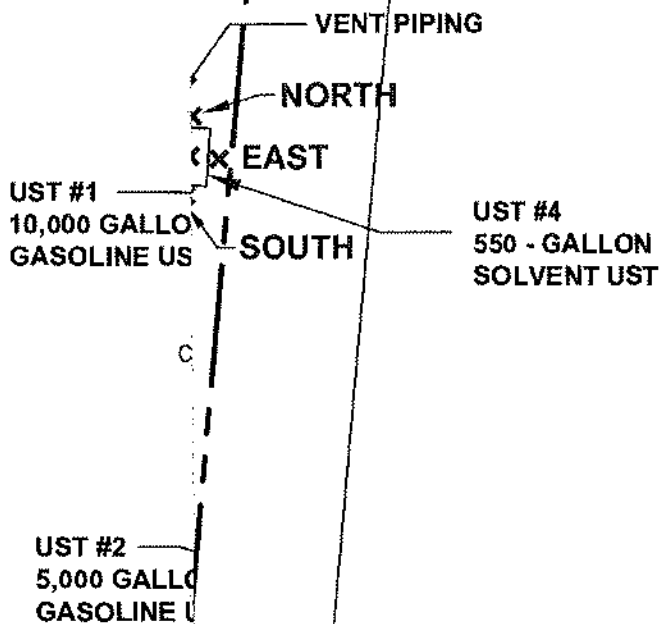 VENT PIPING
NORTH
EAST
UST #1
10,000 GALLO
GASOLINE US
SOUTH
UST #4
550 - GALLON
SOLVENT UST
C
UST #2
5,000 GALLO
GASOLINE U